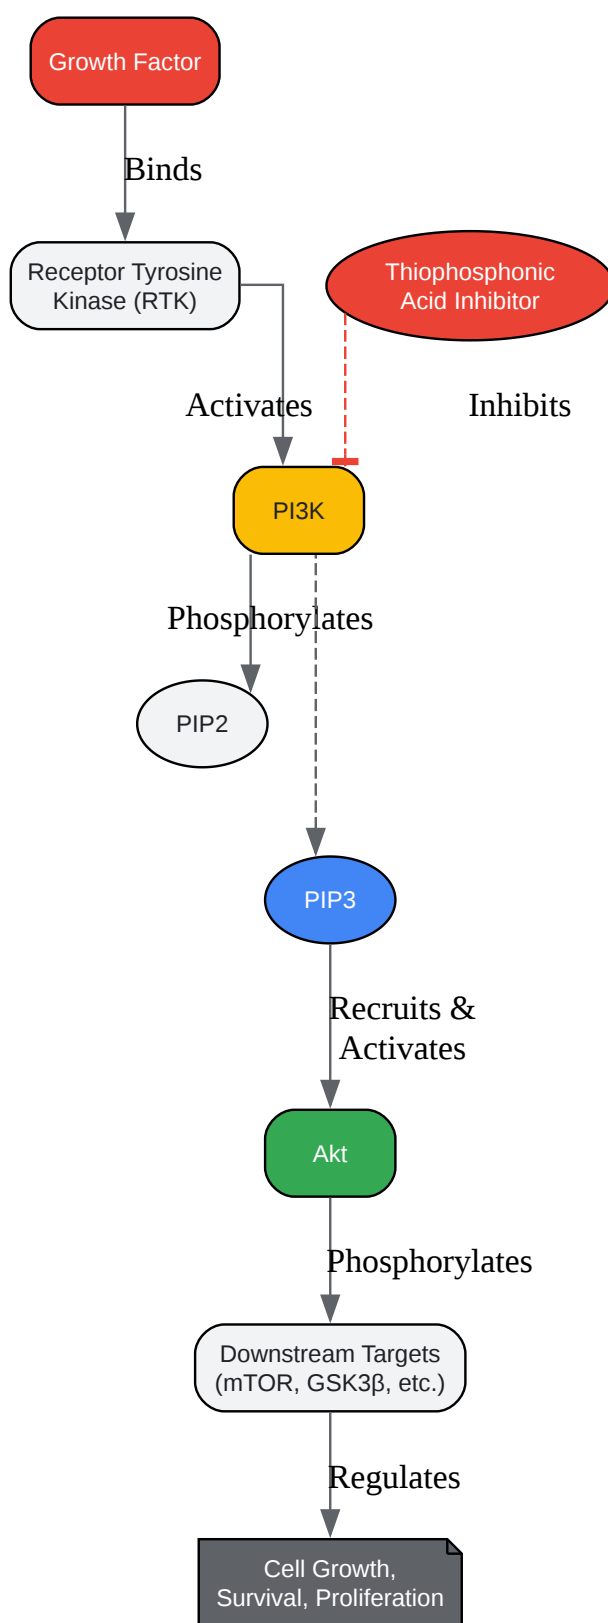 Growth Factor
Binds
Receptor Tyrosine
Kinase (RTK)
Thiophosphonic
Acid Inhibitor
Activates
Inhibits
PI3K
Phosphorylates
PIP2
PIP3
Recruits &
Activates
Akt
Phosphorylates
Downstream Targets
(mTOR, GSK3β, etc.)
Regulates
Cell Growth,
Survival, Proliferation